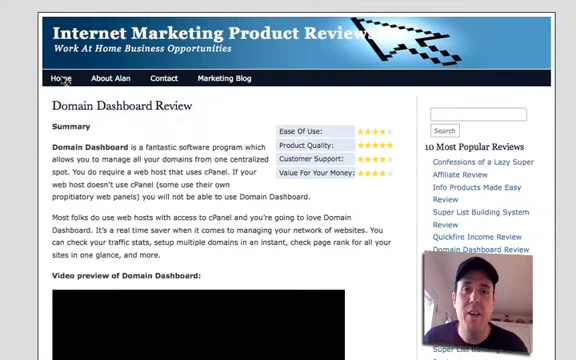 Internet Marketing Product Reviews
Work At Home Business Opportunities
Home About Alan Contact Marketing Blog
Domain Dashboard Review
Summary
Domain Dashboard is a fantastic software program which
allows you to manage all your domains from one centralized
spot. You do require a web host that uses cPanel. If your
web host doesn't use cPanel (some use their own
propitiatory web panels) you will not be able to use Domain Dashboard.
Ease Of Use:
Product Quality:
Customer Support:
Value For Your Money:
Most folks do use web hosts with access to cPanel and you're going to love Domain
Dashboard. It's a real time saver when it comes to managing your network of websites. You
can check your traffic stats, setup multiple domains in an instant, check page rank for all your
sites in one glance, and more.
Video preview of Domain Dashboard:
Search
10 Most Popular Reviews
Confessions of a Lazy Super
Affiliate Review
Info Products Made Easy
Review
Super List Building System
Review
Quickfire Income Review
Domain Dashboard Review
Super List Building